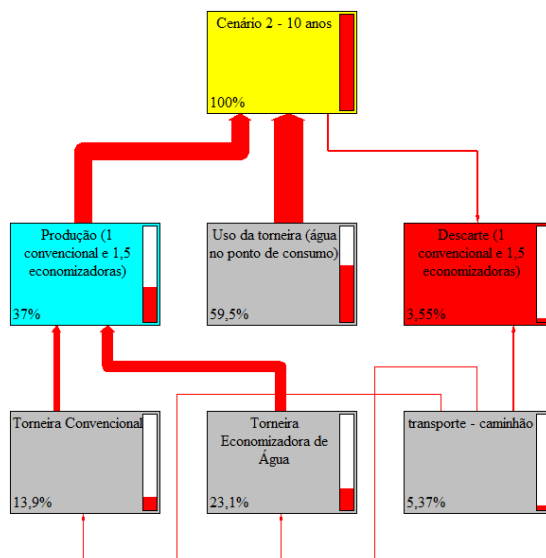 Cenário 2 - 10 anos
100%
Produção (1
convencional e 1,5
economizadoras)
37%
Uso da torneira (água
no ponto de consumo)
59,5%
Descarte (1
convencional e 1,5
economizadoras)
3,55%
Torneira Convencional
13,9%
Torneira
Economizadora de
Água
23,1%
transporte - caminhão
5,37%